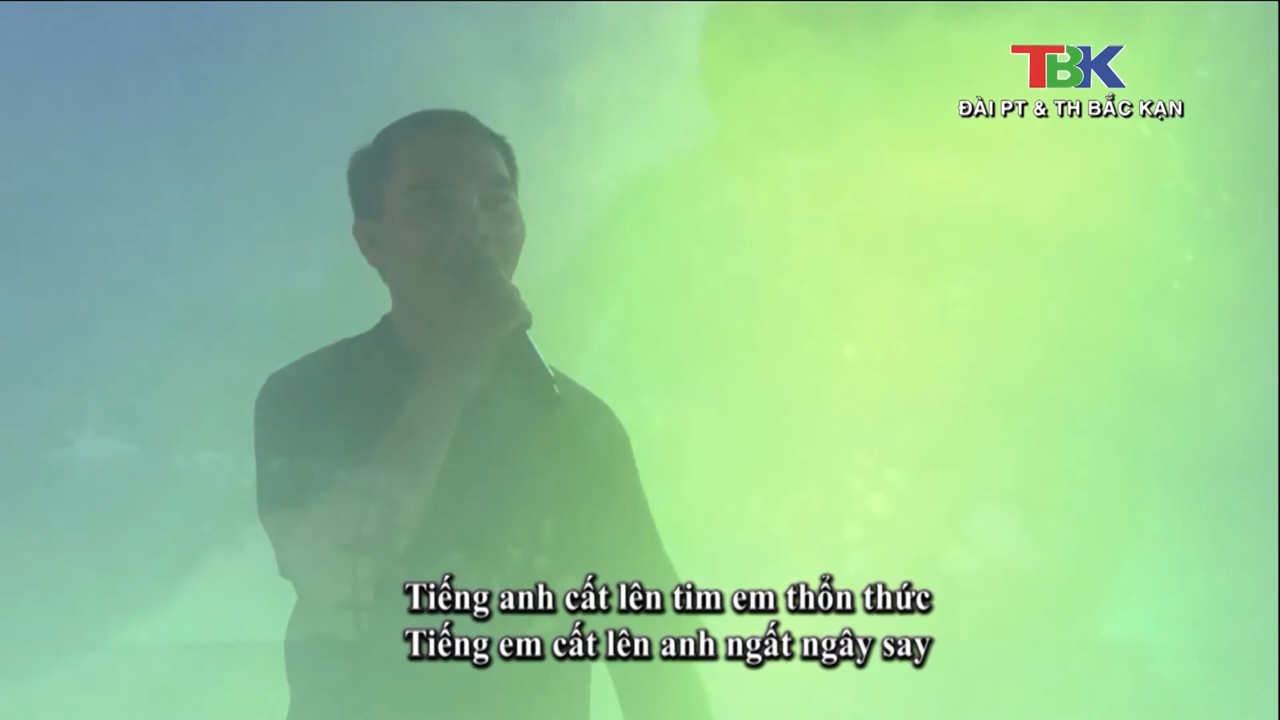 TBK
ĐÀI PT & TH BẮC KẠN
Tiếng anh cất lên tim em thổn thức
Tiếng em cất lên anh ngất ngây say